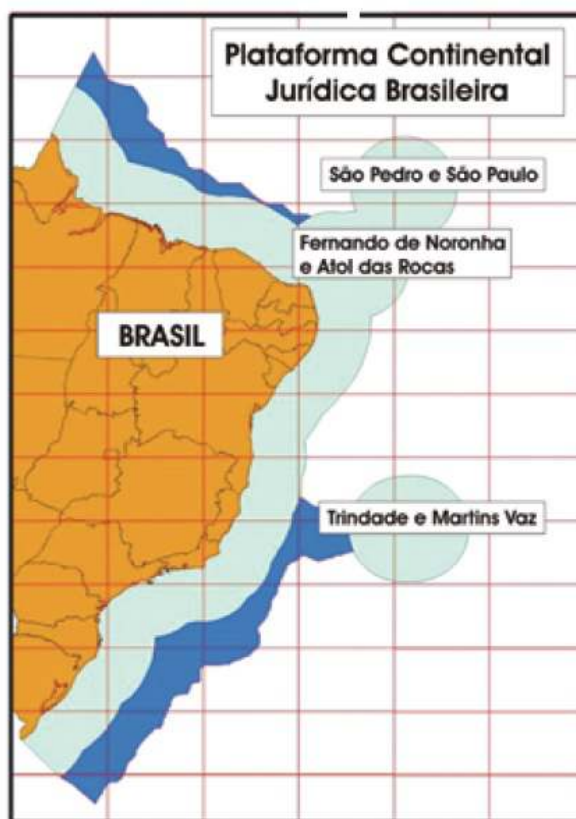 Plataforma Continental
Jurídica Brasileira
São Pedro e São Paulo
Fernando de Noronha
e Atol das Rocas
BRASIL
Trindade e Martins Vaz